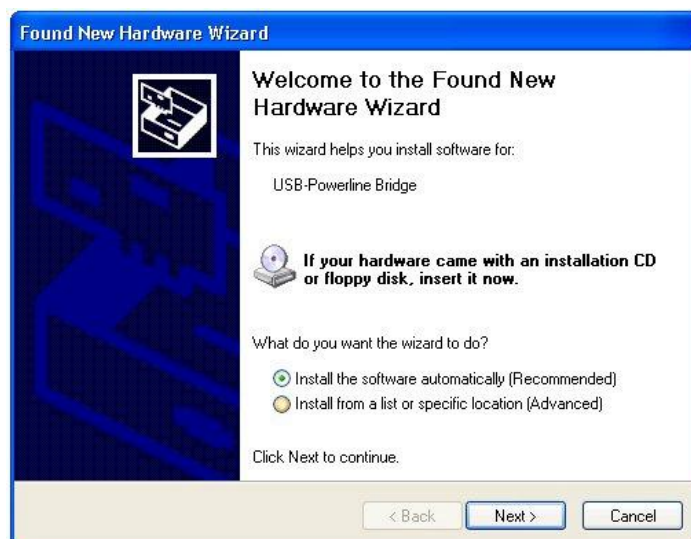 Found New Hardware Wizard
Welcome to the Found New
Hardware Wizard
This wizard helps you install software for:
USB-Powerline Bridge
If your hardware came with an installation CD
or floppy disk, insert it now.
What do you want the wizard to do?
Install the software automatically (Recommended)
Install from a list or specific location (Advanced)
Click Next to continue.
< Back
Next >
Cancel